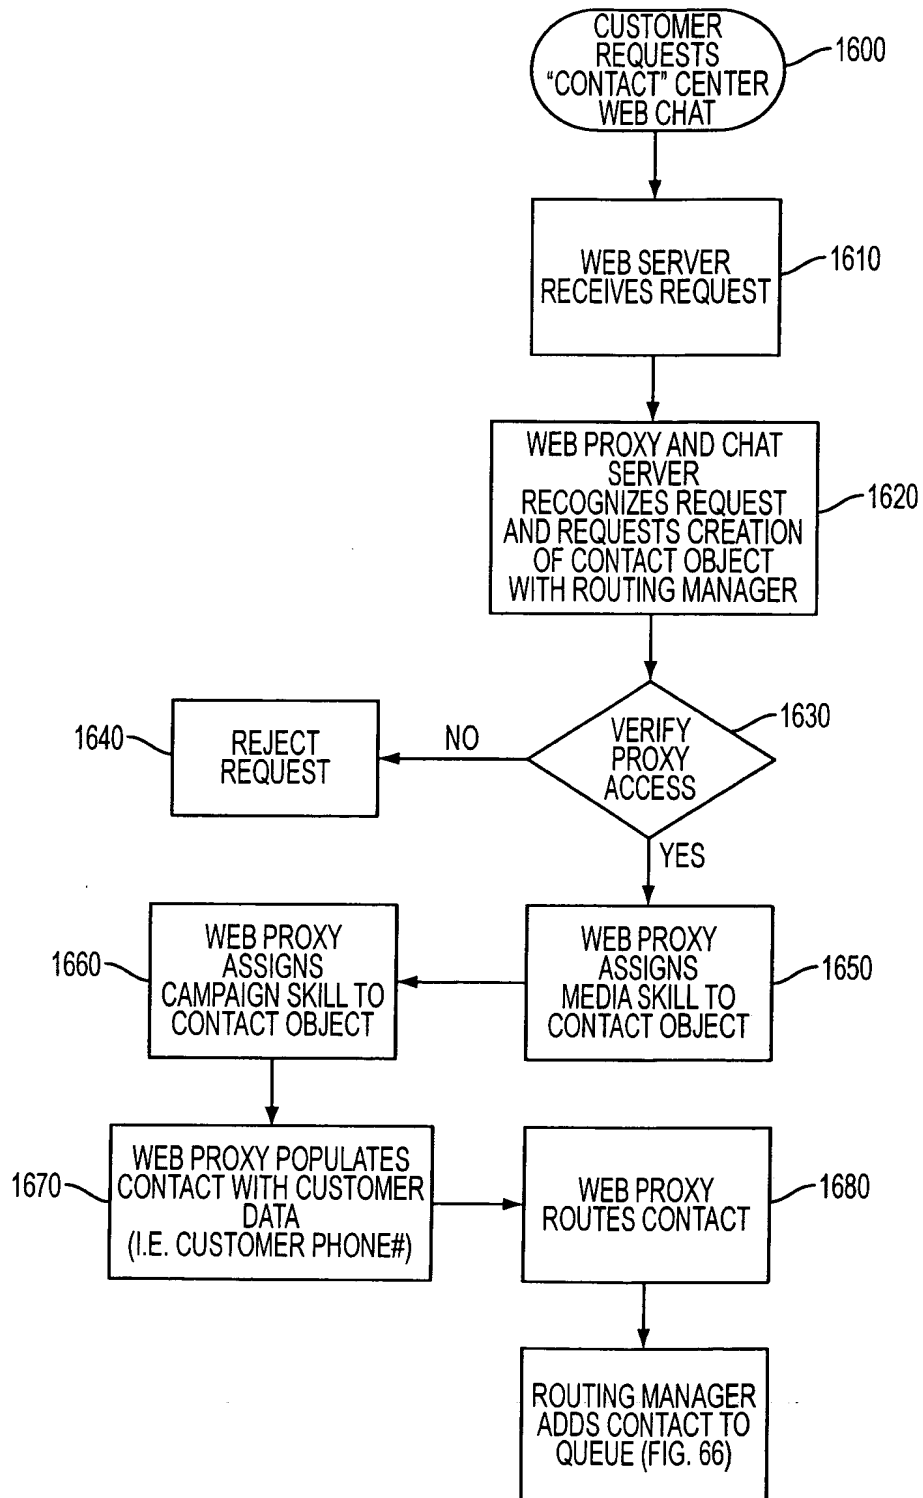 CUSTOMER
REQUESTS
"CONTACT" CENTER
WEB CHAT
1600
WEB SERVER
RECEIVES REQUEST
1610
WEB PROXY AND CHAT
SERVER
RECOGNIZES REQUEST
AND REQUESTS CREATION
OF CONTACT OBJECT
WITH ROUTING MANAGER
1620
VERIFY
PROXY
ACCESS
1630
NO
REJECT
REQUEST
1640
YES
WEB PROXY
ASSIGNS
MEDIA SKILL TO
CONTACT OBJECT
1650
WEB PROXY
ASSIGNS
CAMPAIGN SKILL TO
CONTACT OBJECT
1660
WEB PROXY POPULATES
CONTACT WITH CUSTOMER
DATA
(I.E. CUSTOMER PHONE#)
1670
WEB PROXY
ROUTES CONTACT
1680
ROUTING MANAGER
ADDS CONTACT TO
QUEUE (FIG. 66)